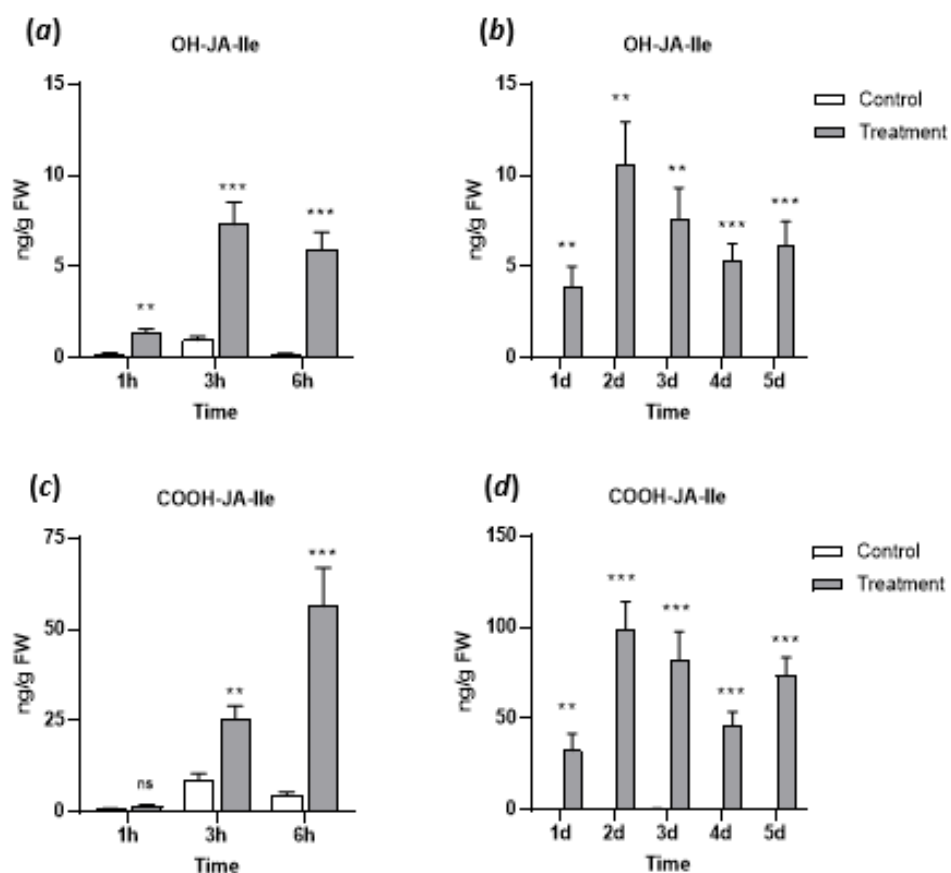 (a)
OH-JA-Ile
15
10
5
0
ng/g FW
**
***
***
1h 3h 6h
Time
(b)
OH-JA-Ile
15
10
5
0
ng/g FW
**
**
**
***
***
1d 2d 3d 4d 5d
Time
Control
Treatment
(c)
COOH-JA-Ile
75
50
25
0
ng/g FW
ns
**
***
1h 3h 6h
Time
(d)
COOH-JA-Ile
150
100
50
0
ng/g FW
**
***
***
***
***
1d 2d 3d 4d 5d
Time
Control
Treatment